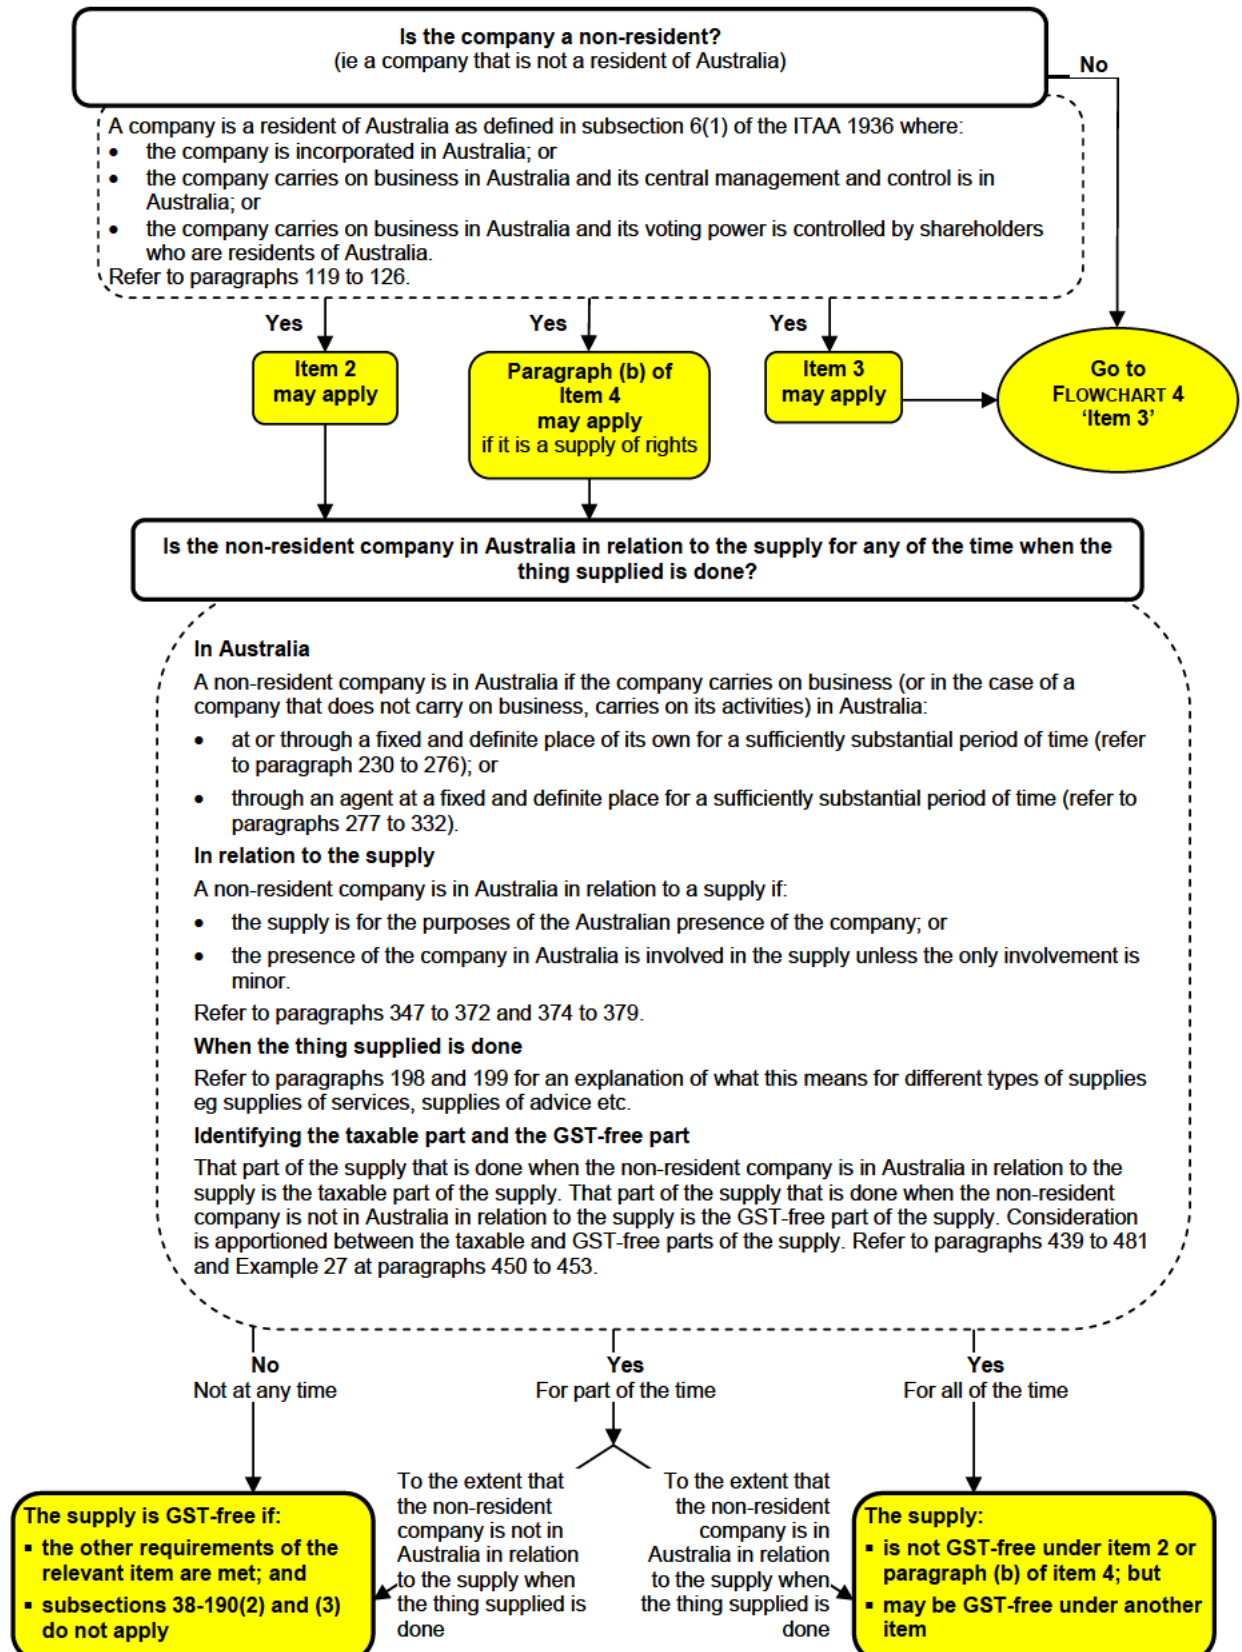 Is the company a non-resident?
(ie a company that is not a resident of Australia)
No
A company is a resident of Australia as defined in subsection 6(1) of the ITAA 1936 where:
• the company is incorporated in Australia; or
• the company carries on business in Australia and its central management and control is in
Australia; or
• the company carries on business in Australia and its voting power is controlled by shareholders
who are residents of Australia.
Refer to paragraphs 119 to 126.
Yes
Yes
Yes
Item 2
may apply
Paragraph (b) of
Item 4
may apply
if it is a supply of rights
Item 3
may apply
Go to
FLOWCHART 4
‘Item 3’
Is the non-resident company in Australia in relation to the supply for any of the time when the
thing supplied is done?
In Australia
A non-resident company is in Australia if the company carries on business (or in the case of a
company that does not carry on business, carries on its activities) in Australia:
• at or through a fixed and definite place of its own for a sufficiently substantial period of time (refer
to paragraph 230 to 276); or
• through an agent at a fixed and definite place for a sufficiently substantial period of time (refer to
paragraphs 277 to 332).
In relation to the supply
A non-resident company is in Australia in relation to a supply if:
• the supply is for the purposes of the Australian presence of the company; or
• the presence of the company in Australia is involved in the supply unless the only involvement is
minor.
Refer to paragraphs 347 to 372 and 374 to 379.
When the thing supplied is done
Refer to paragraphs 198 and 199 for an explanation of what this means for different types of supplies
eg supplies of services, supplies of advice etc.
Identifying the taxable part and the GST-free part
That part of the supply that is done when the non-resident company is in Australia in relation to the
supply is the taxable part of the supply. That part of the supply that is done when the non-resident
company is not in Australia in relation to the supply is the GST-free part of the supply. Consideration
is apportioned between the taxable and GST-free parts of the supply. Refer to paragraphs 439 to 481
and Example 27 at paragraphs 450 to 453.
No
Not at any time
Yes
For part of the time
Yes
For all of the time
The supply is GST-free if:
▪ the other requirements of the
relevant item are met; and
▪ subsections 38-190(2) and (3)
do not apply
To the extent that
the non-resident
company is not in
Australia in relation
to the supply when
the thing supplied is
done
To the extent that
the non-resident
company is in
Australia in relation
to the supply when
the thing supplied is
done
The supply:
▪ is not GST-free under item 2 or
paragraph (b) of item 4; but
▪ may be GST-free under another
item